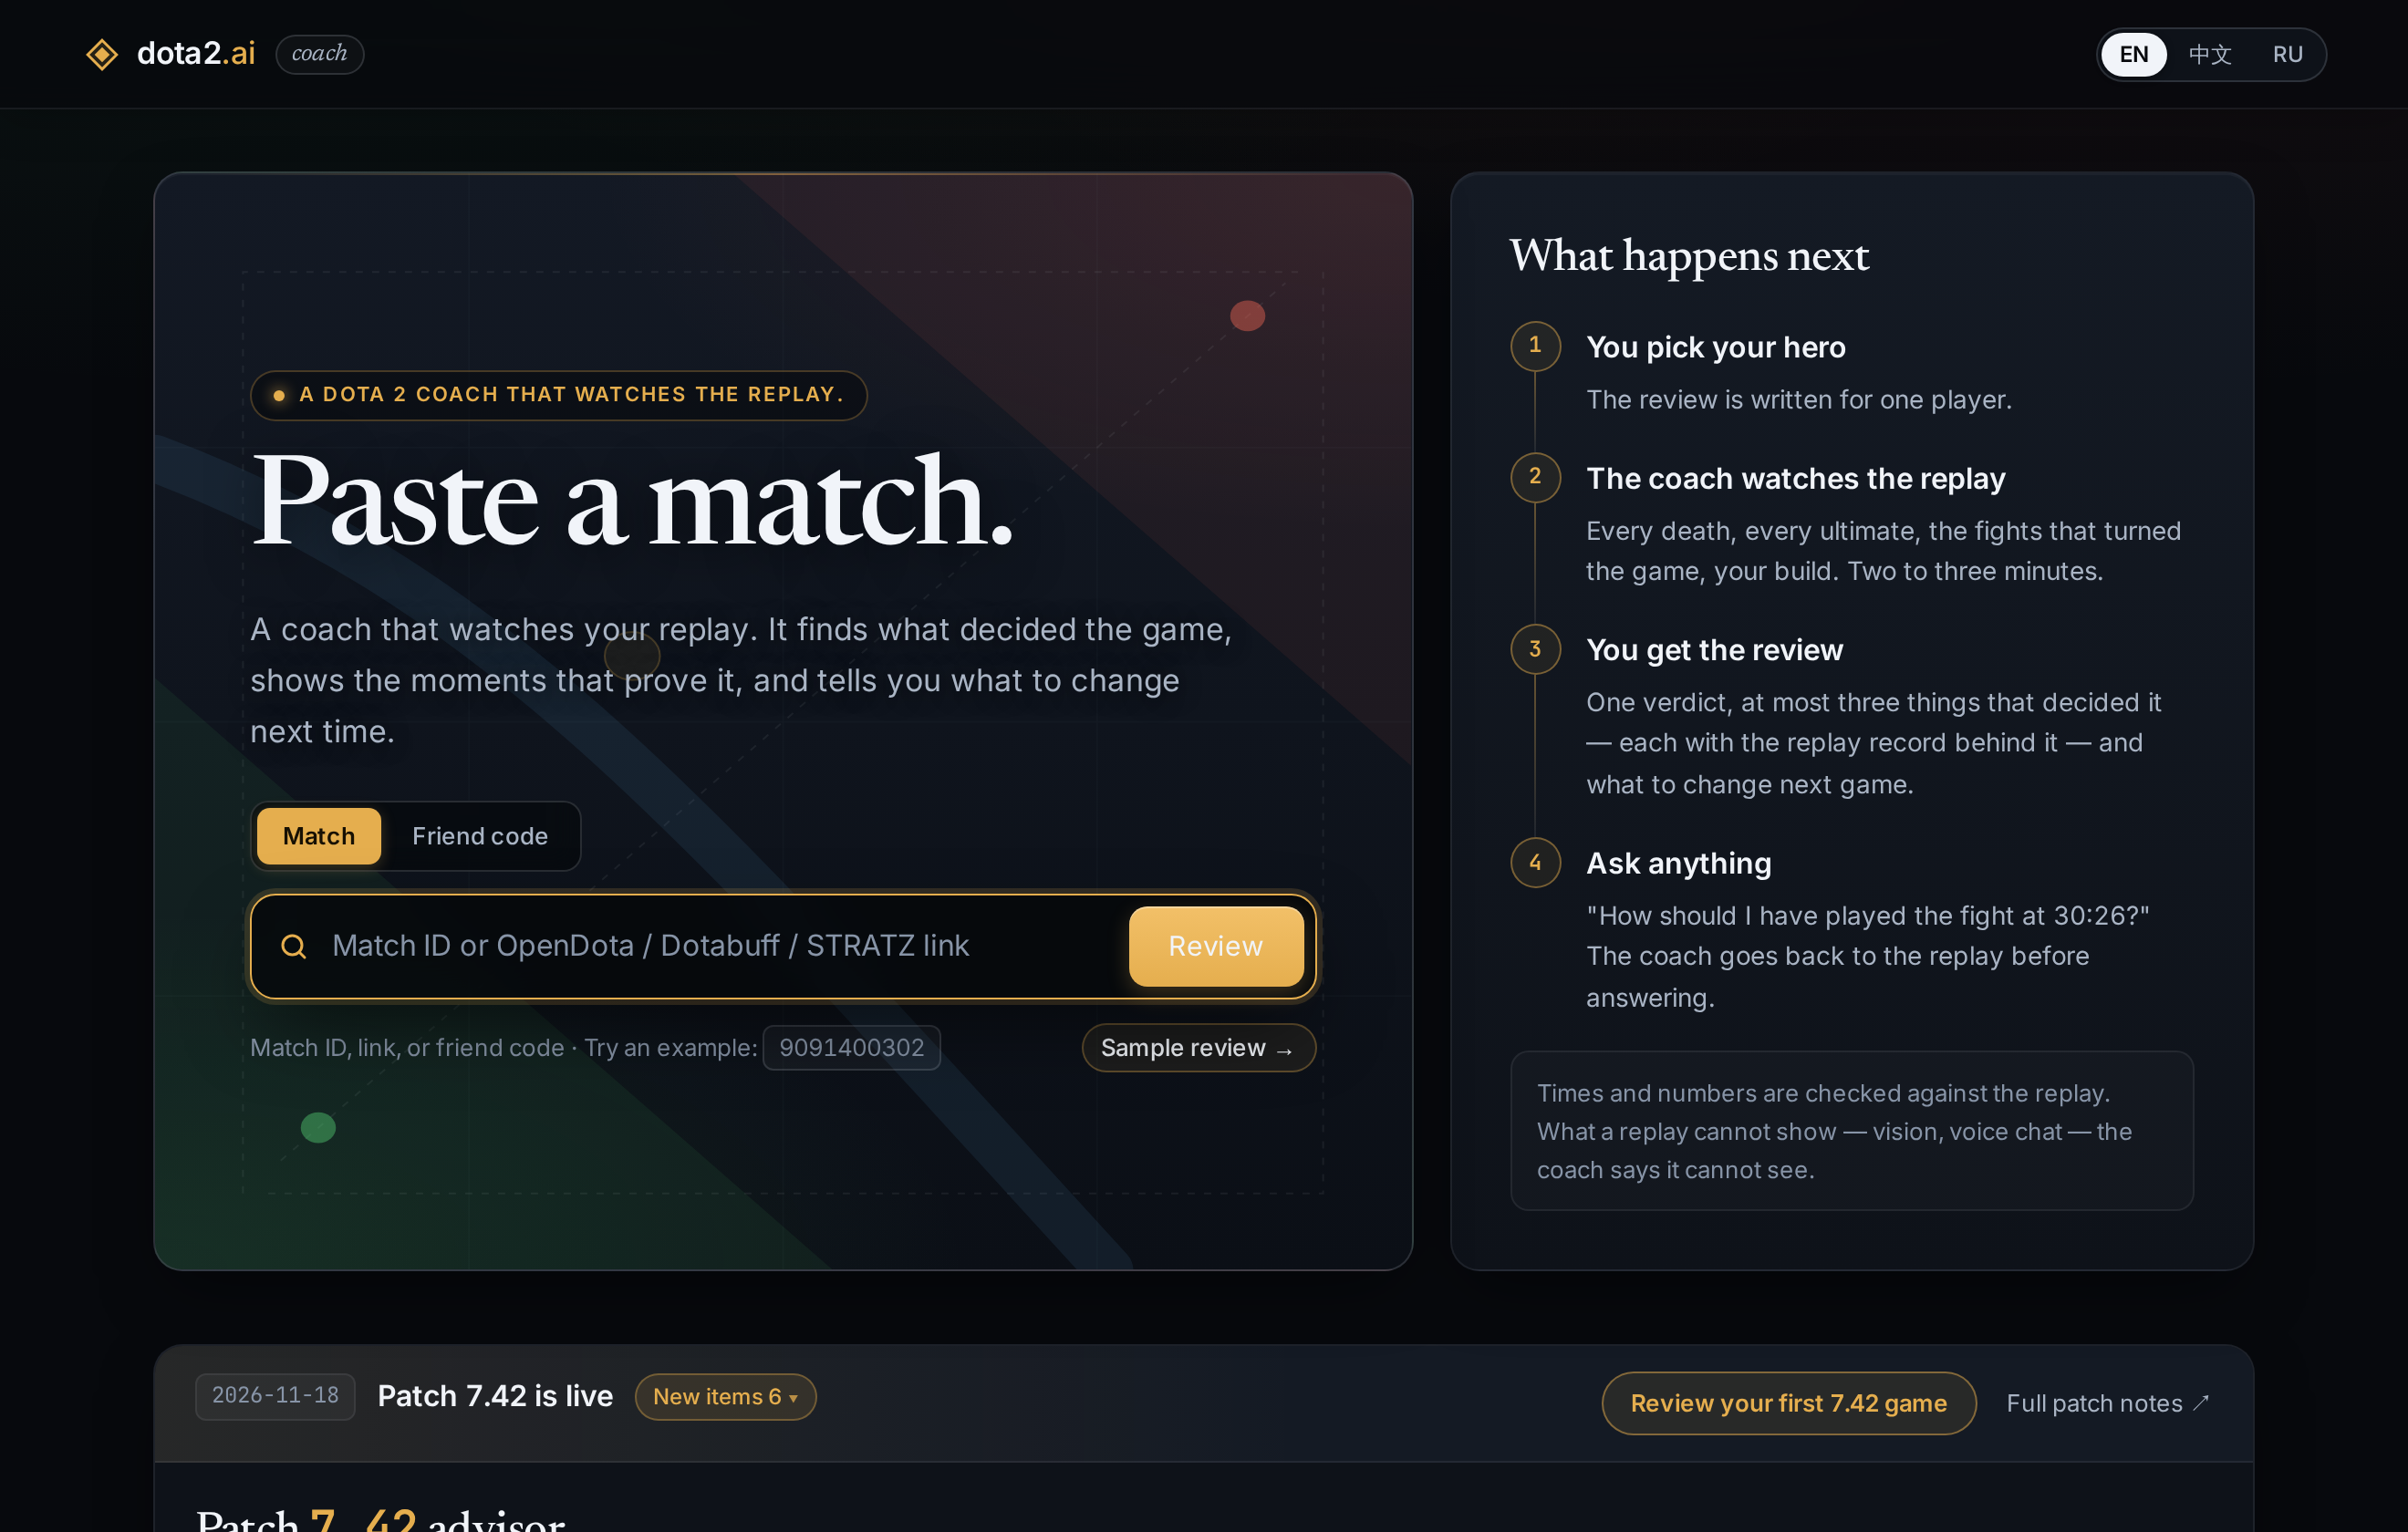 dota2.ai coach
EN 中文 RU
A DOTA 2 COACH THAT WATCHES THE REPLAY.
Paste a match.
A coach that watches your replay. It finds what decided the game,
shows the moments that prove it, and tells you what to change
next time.
Match Friend code
Match ID or OpenDota / Dotabuff / STRATZ link Review
Match ID, link, or friend code · Try an example: 9091400302 Sample review →
What happens next
1 You pick your hero
The review is written for one player.
2 The coach watches the replay
Every death, every ultimate, the fights that turned
the game, your build. Two to three minutes.
3 You get the review
One verdict, at most three things that decided it
— each with the replay record behind it — and
what to change next game.
4 Ask anything
"How should I have played the fight at 30:26?"
The coach goes back to the replay before
answering.
Times and numbers are checked against the replay.
What a replay cannot show — vision, voice chat — the
coach says it cannot see.
2026-11-18 Patch 7.42 is live New items 6 ▾ Review your first 7.42 game Full patch notes ↗
Patch 7.42 advisor